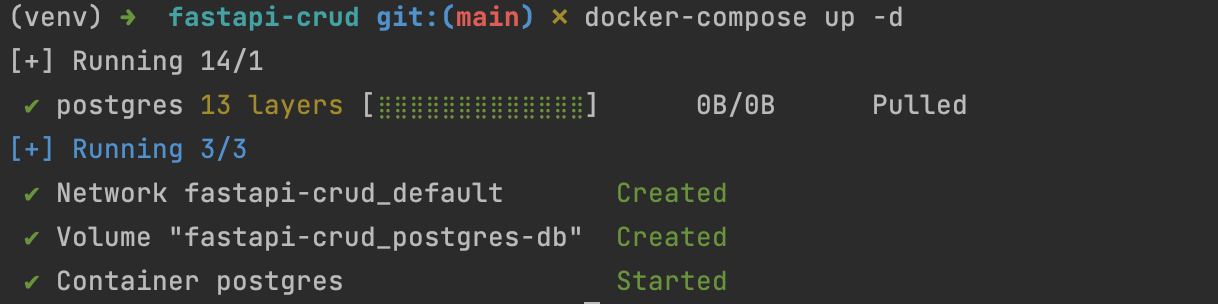 (venv) ➜  fastapi-crud git:(main) ✗ docker-compose up -d
[+] Running 14/1
 ✔ postgres 13 layers [⣿⣿⣿⣿⣿⣿⣿⣿⣿⣿⣿⣿⣿]      0B/0B      Pulled
[+] Running 3/3
 ✔ Network fastapi-crud_default       Created
 ✔ Volume "fastapi-crud_postgres-db"  Created
 ✔ Container postgres                 Started